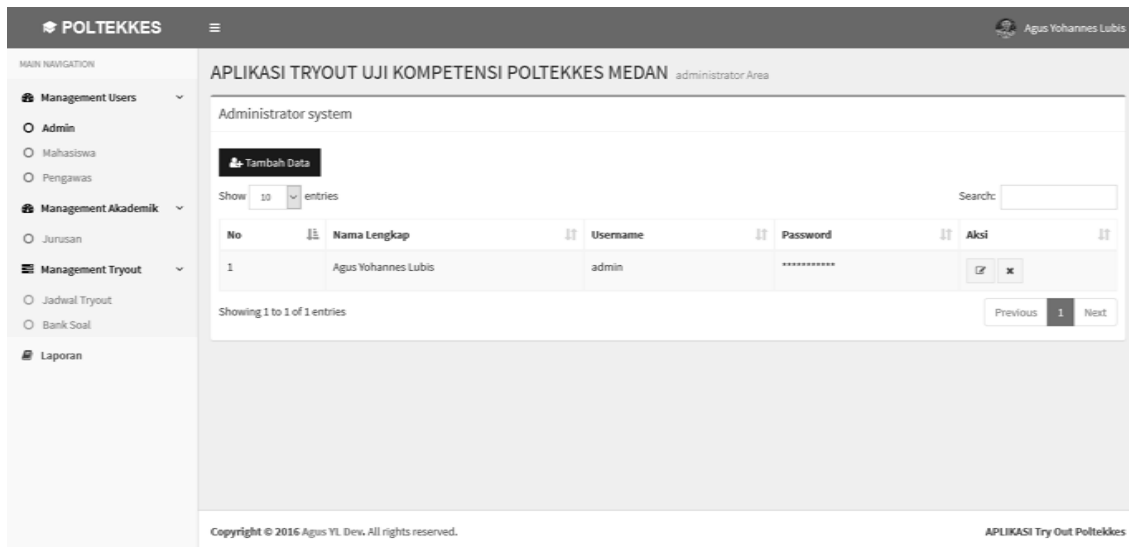 POLTEKKES
Agus Yohannes Lubis
MAIN NAVIGATION
Management Users
Admin
Mahasiswa
Pengawas
Management Akademik
Jurusan
Management Tryout
Jadwal Tryout
Bank Soal
Laporan
APLIKASI TRYOUT UJI KOMPETENSI POLTEKKES MEDAN administrator Area
Administrator system
Tambah Data
Show 10 entries
Search:
No Nama Lengkap Username Password Aksi
1 Agus Yohannes Lubis admin ***********
Showing 1 to 1 of 1 entries
Previous 1 Next
Copyright © 2016 Agus YL Dev. All rights reserved.
APLIKASI Try Out Poltekkes